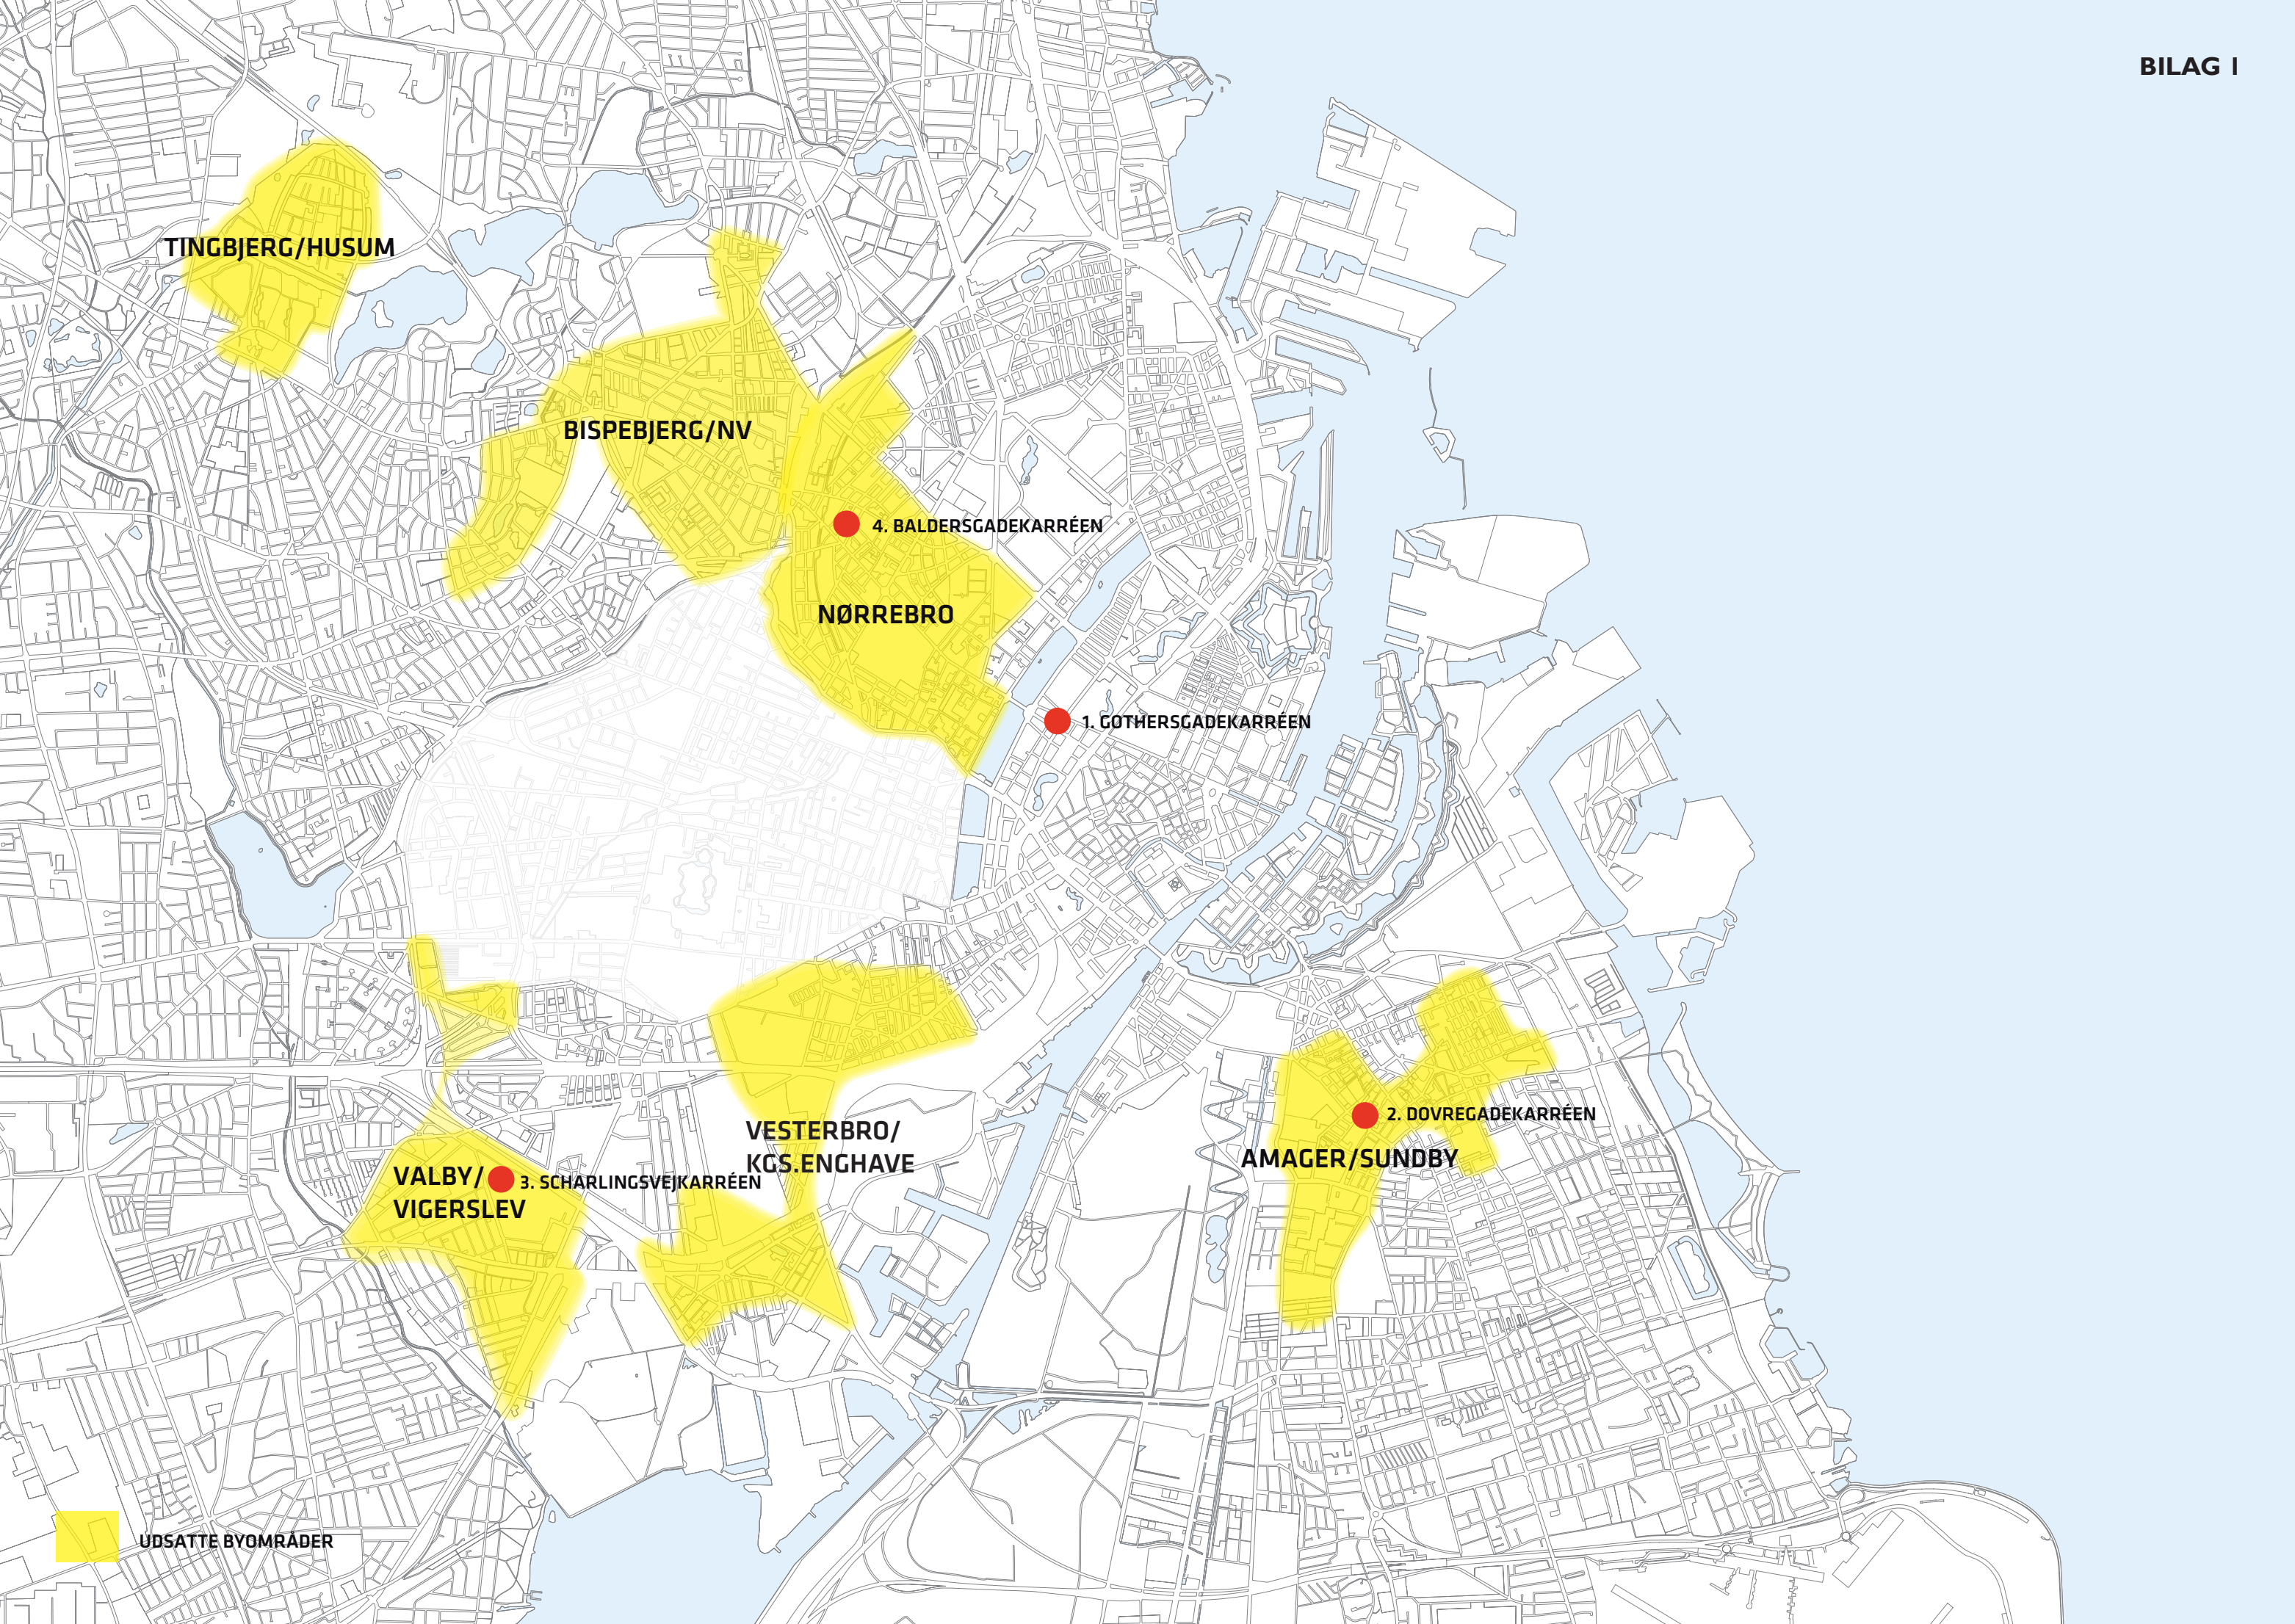 BILAG 1
TINGBJERG/HUSUM
BISPEBJERG/NV
4. BALDERSGADEKARRÉEN
NØRREBRO
1. GOTHERSGADEKARRÉEN
2. DOVREGADEKARRÉEN
AMAGER/SUNDBY
VESTERBRO/
KGS.ENGHAVE
VALBY/
VIGERSLEV
3. SCHARLINGSVEJKARRÉEN
UDSATTE BYOMRÅDER